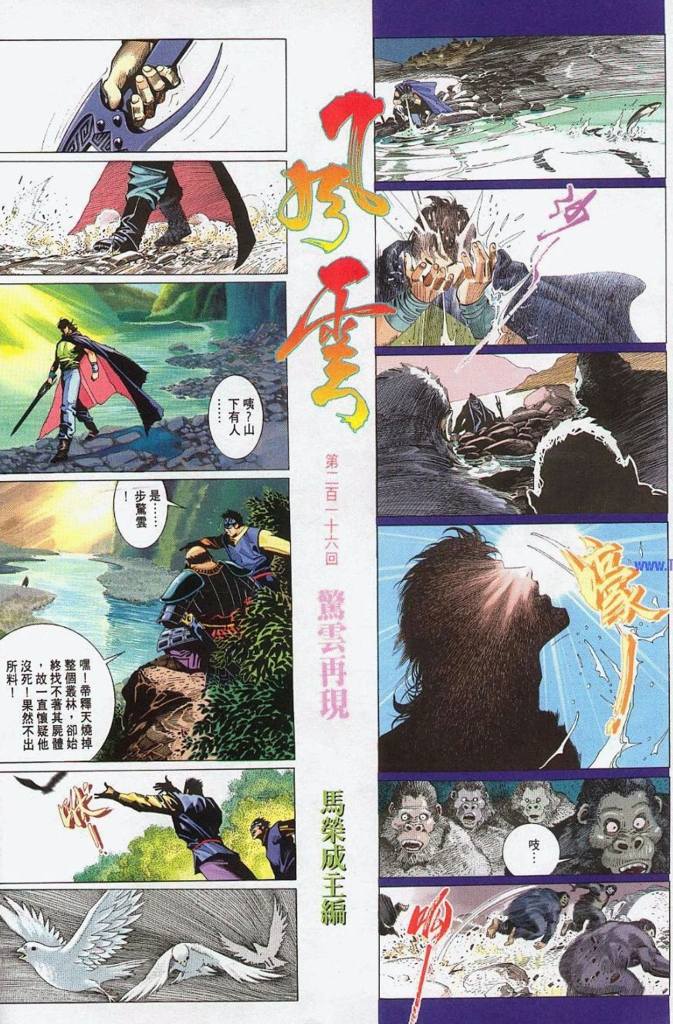 風雲
第二百一十六回
驚雲再現
馬榮成主編
沙
濠
www.T
吱…
咦？山
下有人
……
是……
步驚雲
！
嘿！帝釋天燒掉
整個叢林，卻始
終找不著其屍體
，故一直懷疑他
沒死！果然不出
所料！